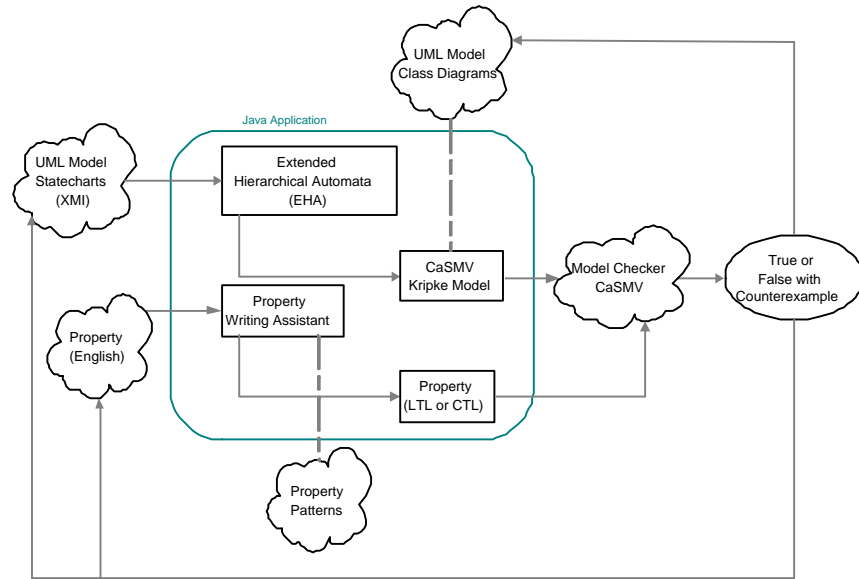 UML Model
Class Diagrams
Java Application
UML Model
Statecharts
(XMI)
Extended
Hierarchical Automata
(EHA)
CaSMV
Kripke Model
Model Checker
CaSMV
True or
False with
Counterexample
Property
Writing Assistant
Property
(English)
Property
(LTL or CTL)
Property
Patterns